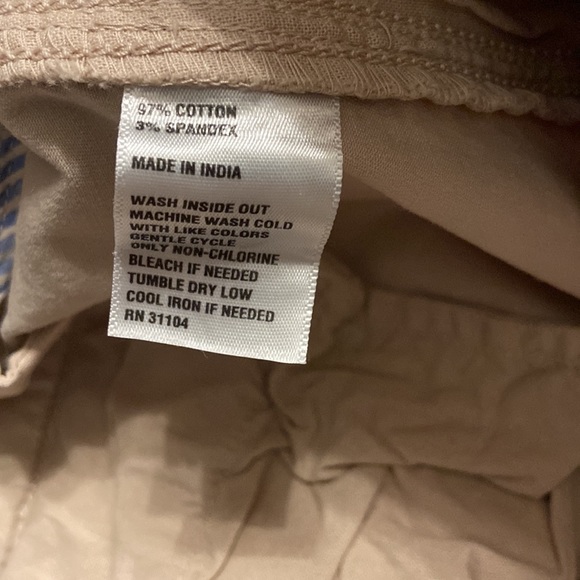 97% COTTON
3% SPANDEX
MADE IN INDIA
WASH INSIDE OUT
MACHINE WASH COLD
WITH LIKE COLORS
GENTLE CYCLE
ONLY NON-CHLORINE
BLEACH IF NEEDED
TUMBLE DRY LOW
COOL IRON IF NEEDED
RN 31104